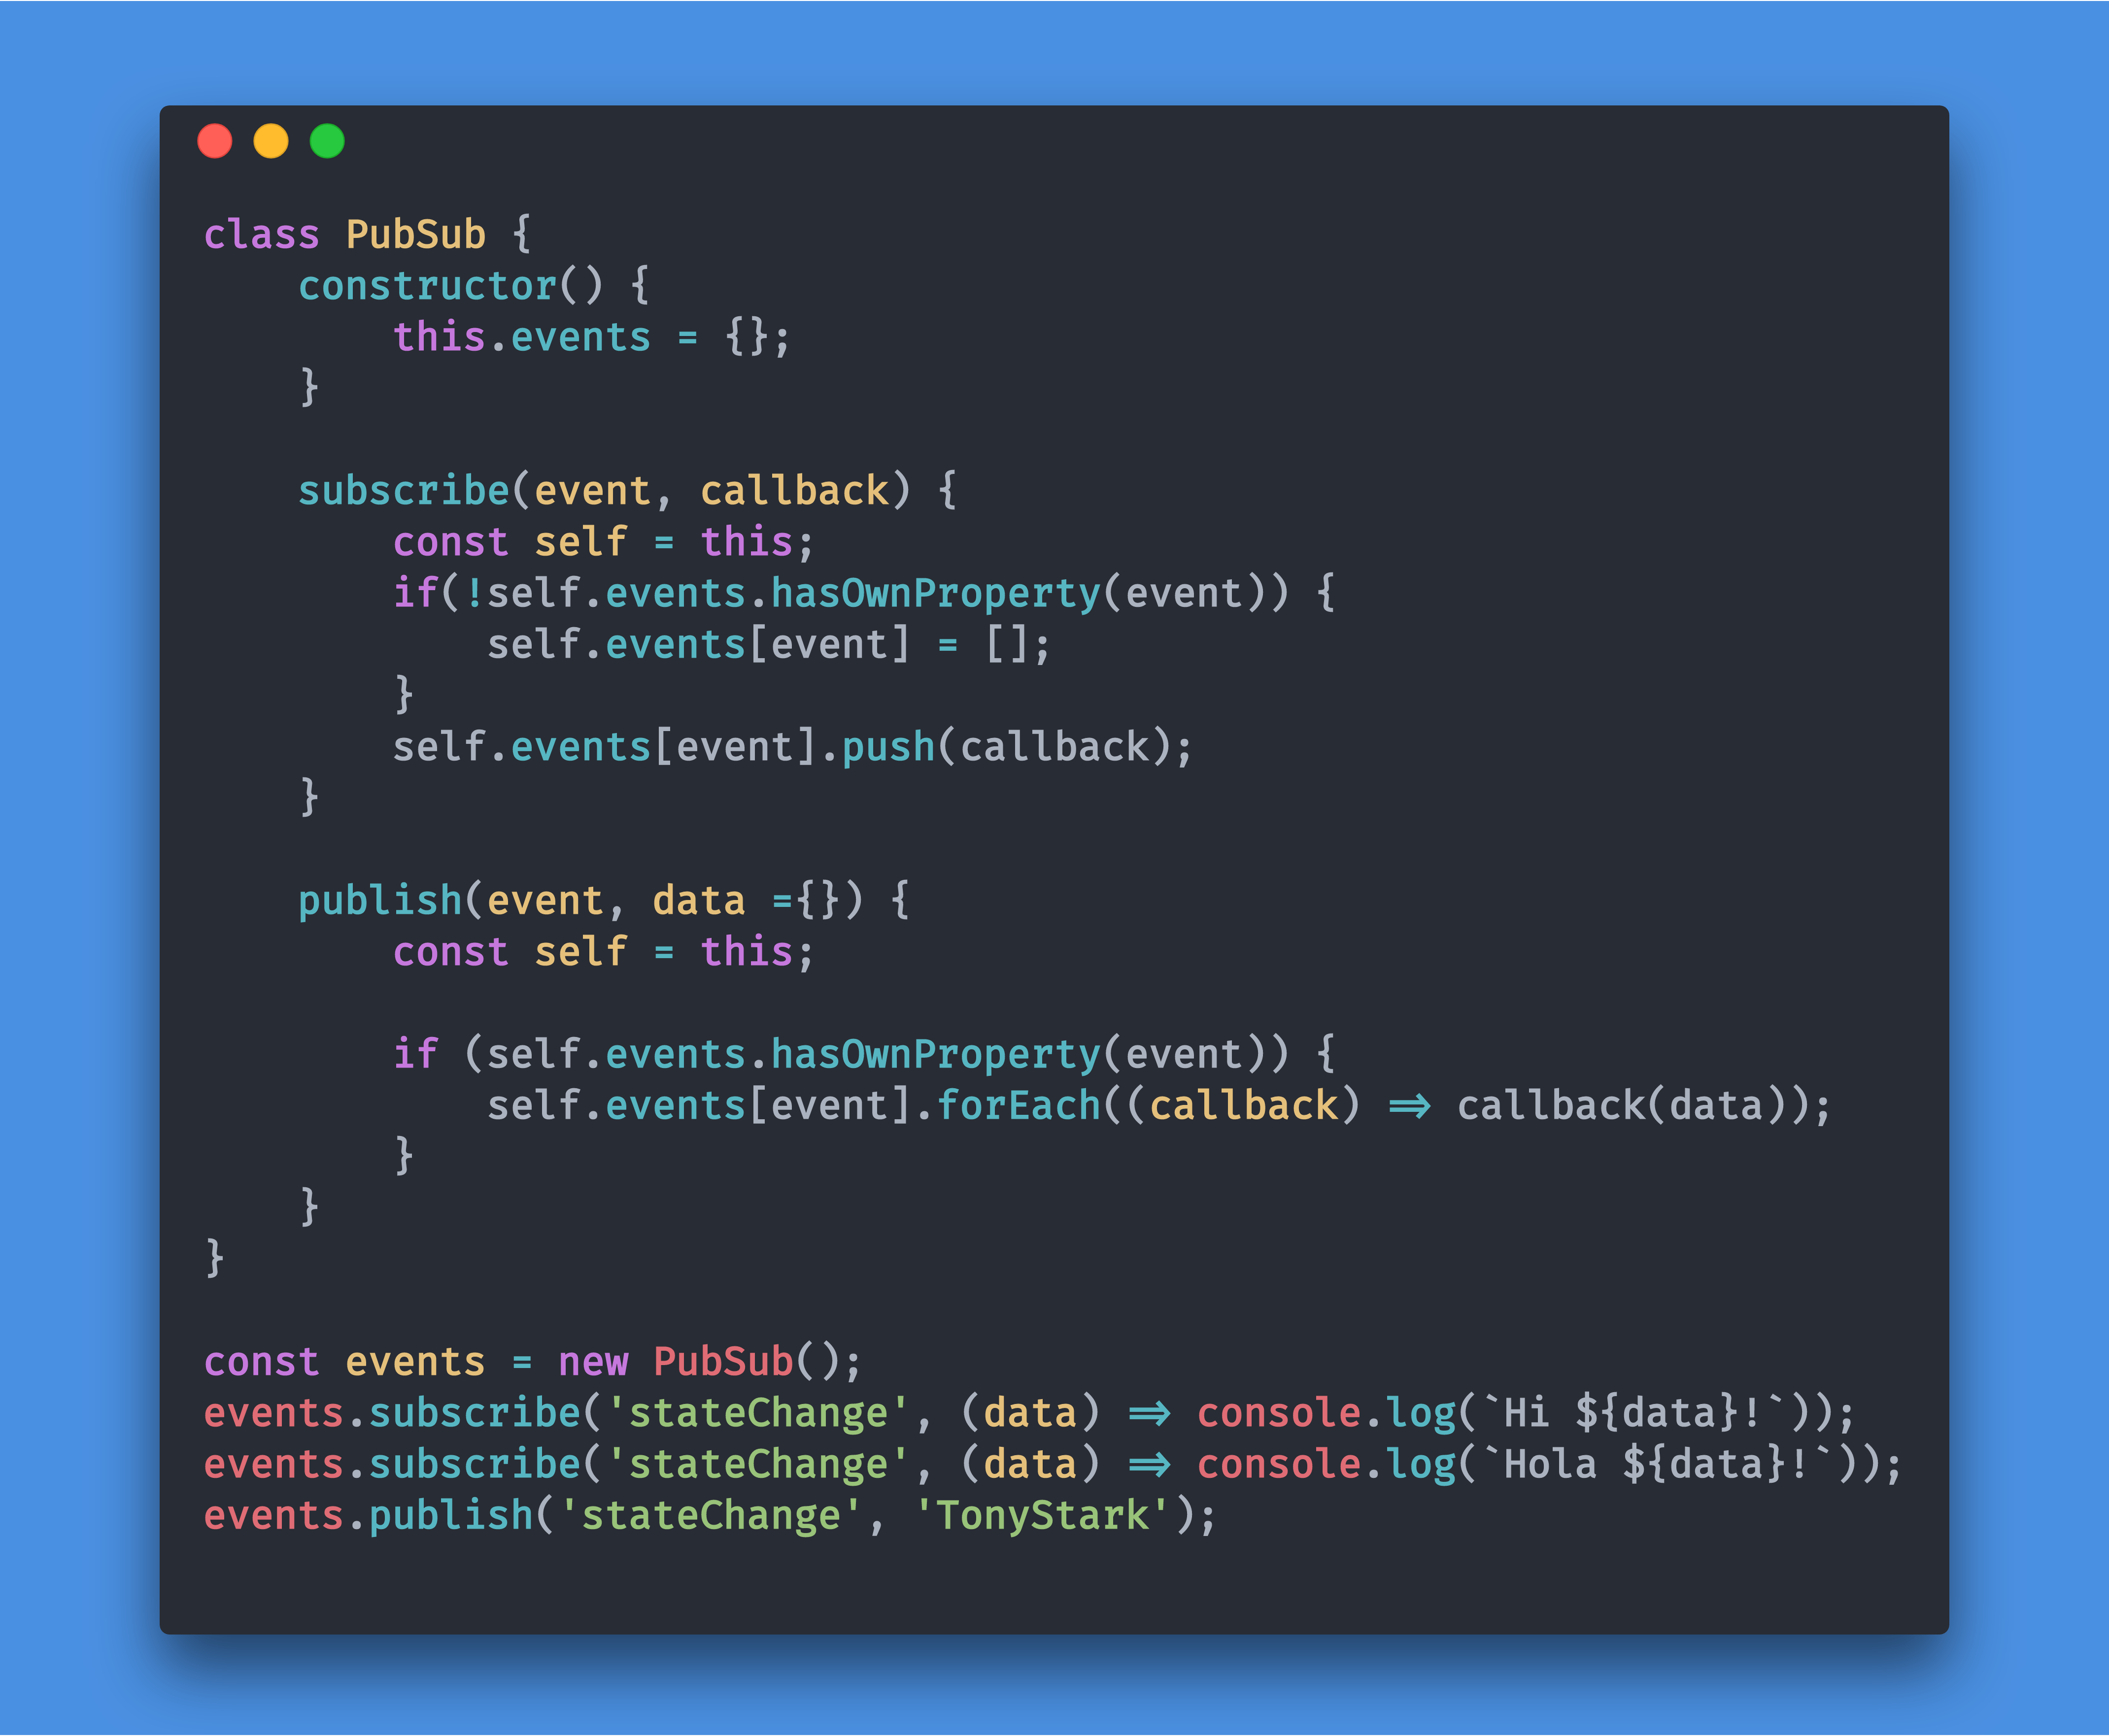 class PubSub {
    constructor() {
        this.events = {};
    }

    subscribe(event, callback) {
        const self = this;
        if(!self.events.hasOwnProperty(event)) {
            self.events[event] = [];
        }
        self.events[event].push(callback);
    }

    publish(event, data ={}) {
        const self = this;

        if (self.events.hasOwnProperty(event)) {
            self.events[event].forEach((callback) => callback(data));
        }
    }
}

const events = new PubSub();
events.subscribe('stateChange', (data) => console.log(`Hi ${data}!`));
events.subscribe('stateChange', (data) => console.log(`Hola ${data}!`));
events.publish('stateChange', 'TonyStark');